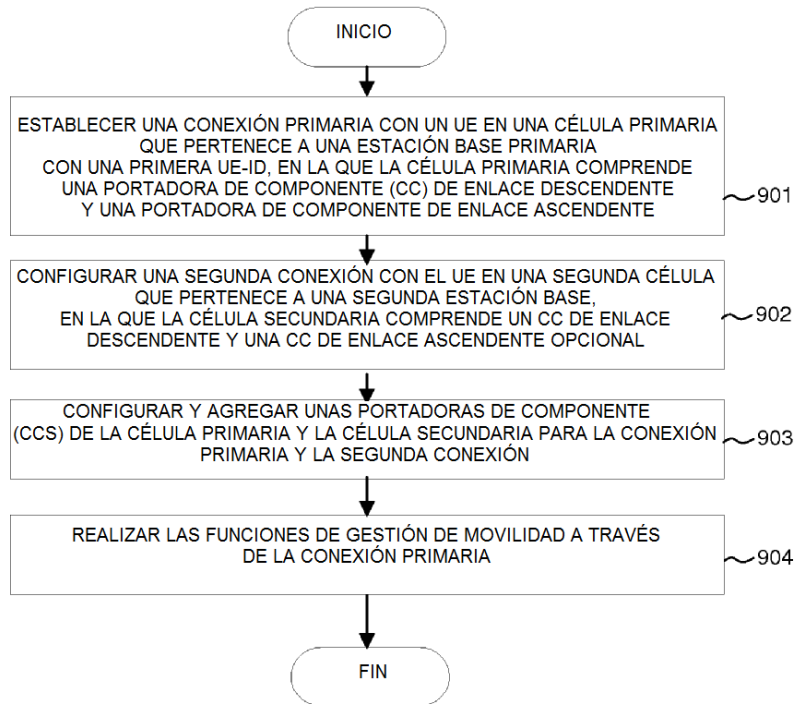 INICIO
ESTABLECER UNA CONEXIÓN PRIMARIA CON UN UE EN UNA CÉLULA PRIMARIA
QUE PERTENECE A UNA ESTACIÓN BASE PRIMARIA
CON UNA PRIMERA UE-ID, EN LA QUE LA CÉLULA PRIMARIA COMPRENDE
UNA PORTADORA DE COMPONENTE (CC) DE ENLACE DESCENDENTE
Y UNA PORTADORA DE COMPONENTE DE ENLACE ASCENDENTE
901
CONFIGURAR UNA SEGUNDA CONEXIÓN CON EL UE EN UNA SEGUNDA CÉLULA
QUE PERTENECE A UNA SEGUNDA ESTACIÓN BASE,
EN LA QUE LA CÉLULA SECUNDARIA COMPRENDE UN CC DE ENLACE
DESCENDENTE Y UNA CC DE ENLACE ASCENDENTE OPCIONAL
902
CONFIGURAR Y AGREGAR UNAS PORTADORAS DE COMPONENTE
(CCS) DE LA CÉLULA PRIMARIA Y LA CÉLULA SECUNDARIA PARA LA CONEXIÓN
PRIMARIA Y LA SEGUNDA CONEXIÓN
903
REALIZAR LAS FUNCIONES DE GESTIÓN DE MOVILIDAD A TRAVÉS
DE LA CONEXIÓN PRIMARIA
904
FIN